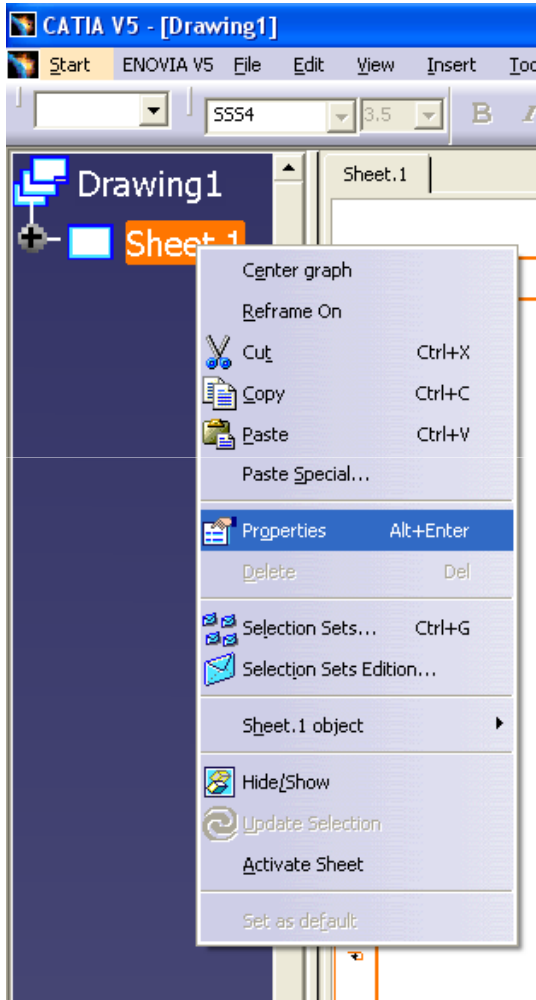 CATIA V5 - [Drawing1]
Start ENOVIA V5 File Edit View Insert
SSS4 3.5 B
Drawing1 Sheet.1
Sheet.1
Center graph
Reframe On
Cut Ctrl+X
Copy Ctrl+C
Paste Ctrl+V
Paste Special...
Properties Alt+Enter
Delete Del
Selection Sets... Ctrl+G
Selection Sets Edition...
Sheet.1 object
Hide/Show
Update Selection
Activate Sheet
Set as default